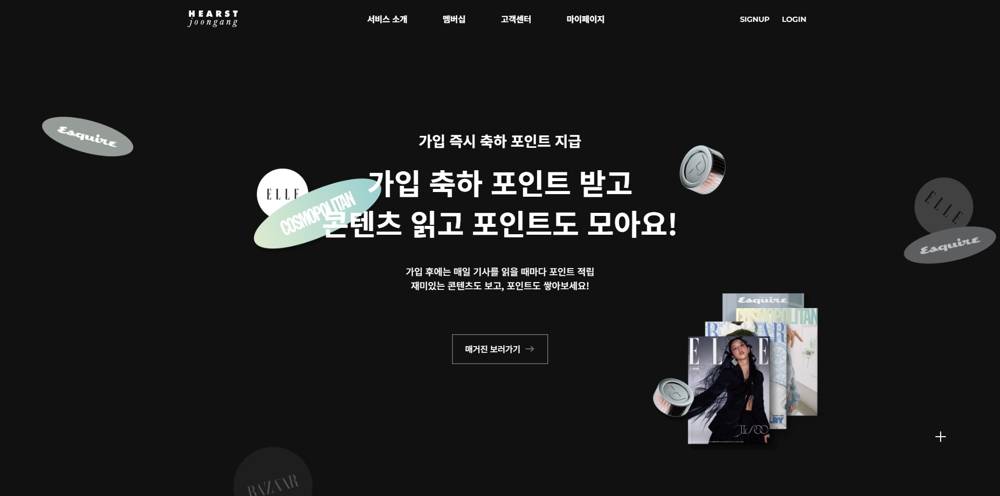 HEARST
joongang
서비스 소개
멤버십
고객센터
마이페이지
SIGNUP
LOGIN
Esquire
가입 즉시 축하 포인트 지급
ELLE
COSMOPOLITAN
가입 축하 포인트 받고
콘텐츠 읽고 포인트도 모아요!
ELLE
Esquire
가입 후에는 매일 기사를 읽을 때마다 포인트 적립
재미있는 콘텐츠도 보고, 포인트도 쌓아보세요!
매거진 보러가기
Esquire
COSMOPOLITAN
ELLE
JISOO
BAZAAR